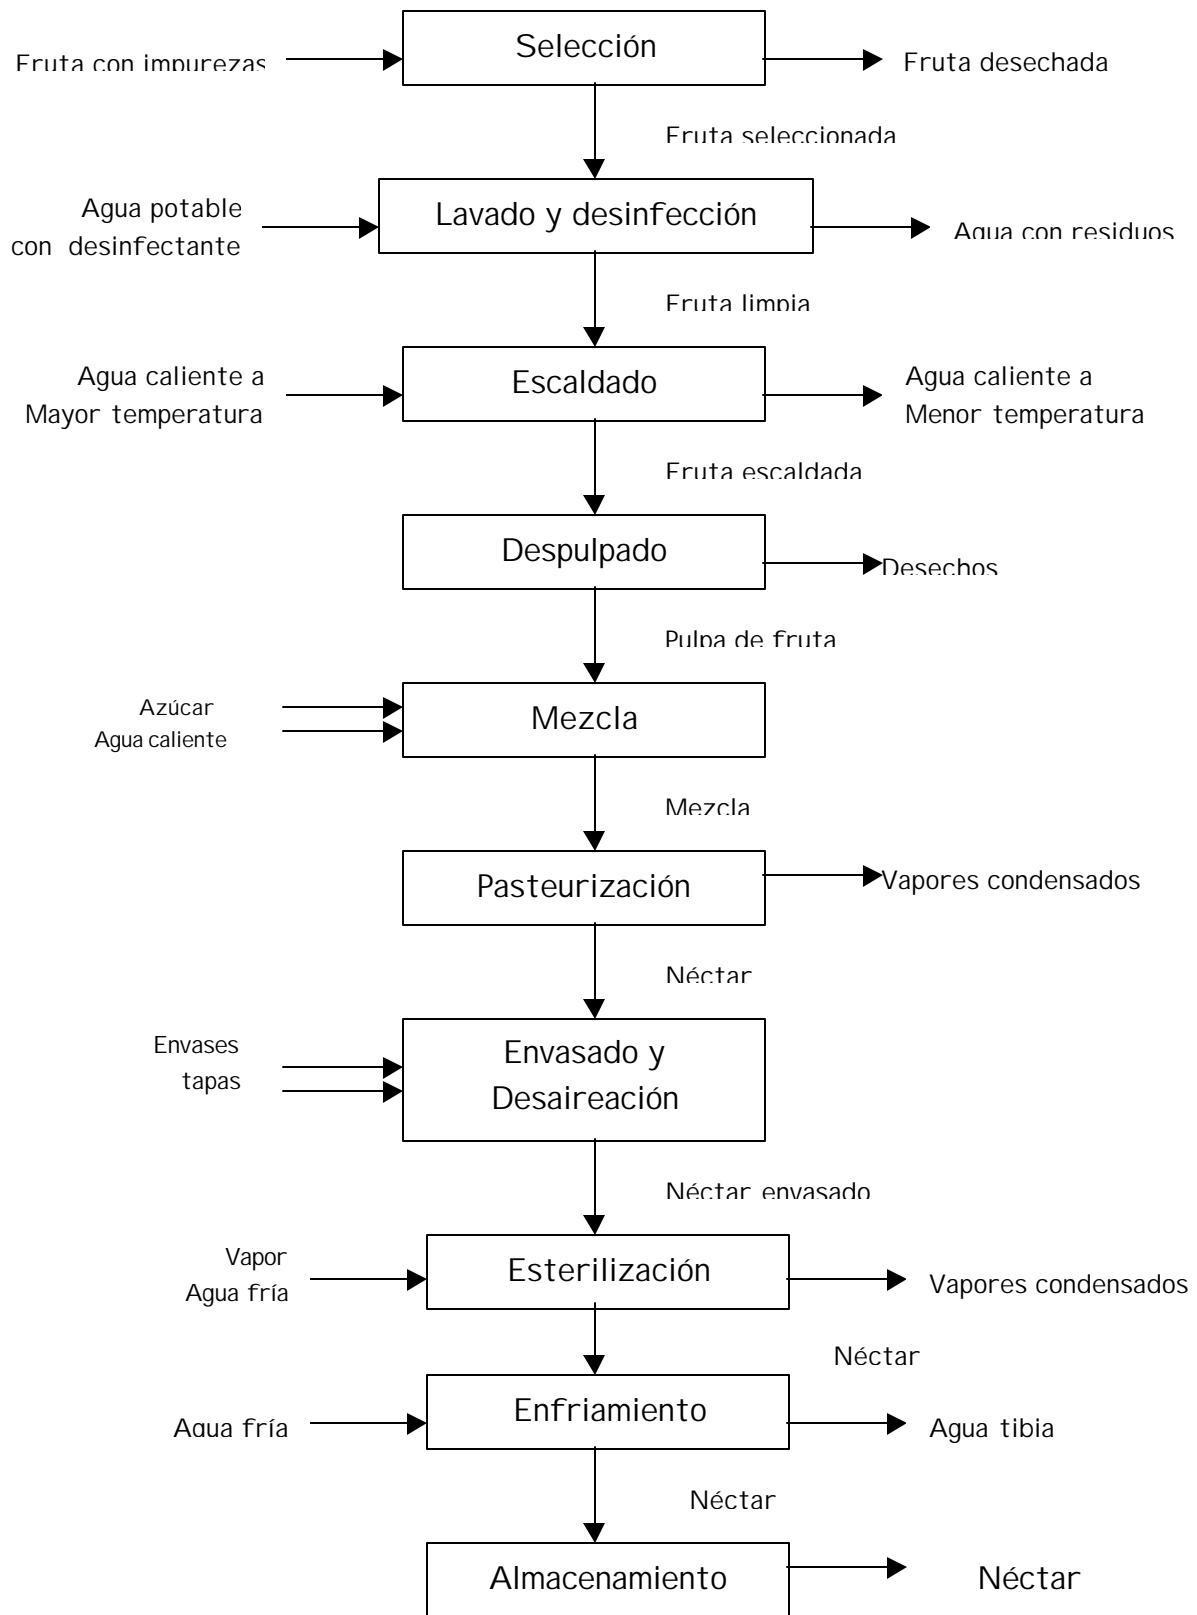 Selección
Fruta con impurezas
Fruta desechada
Fruta seleccionada
Agua potable
con desinfectante
Lavado y desinfección
Agua con residuos
Fruta limpia
Agua caliente a
Mayor temperatura
Escaldado
Agua caliente a
Menor temperatura
Fruta escaldada
Despulpado
Desechos
Pulpa de fruta
Azúcar
Agua caliente
Mezcla
Mezcla
Pasteurización
Vapores condensados
Néctar
Envases
tapas
Envasado y
Desaireación
Néctar envasado
Vapor
Agua fría
Esterilización
Vapores condensados
Néctar
Agua fría
Enfriamiento
Agua tibia
Néctar
Almacenamiento
Néctar